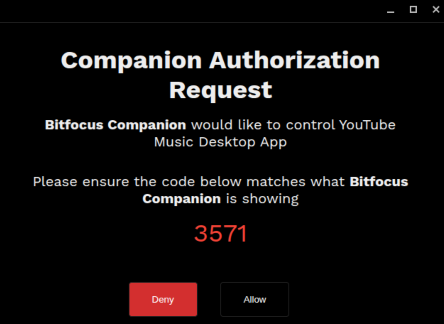 Companion Authorization
Request
Bitfocus Companion would like to control YouTube
Music Desktop App
Please ensure the code below matches what Bitfocus
Companion is showing
3571
Deny Allow